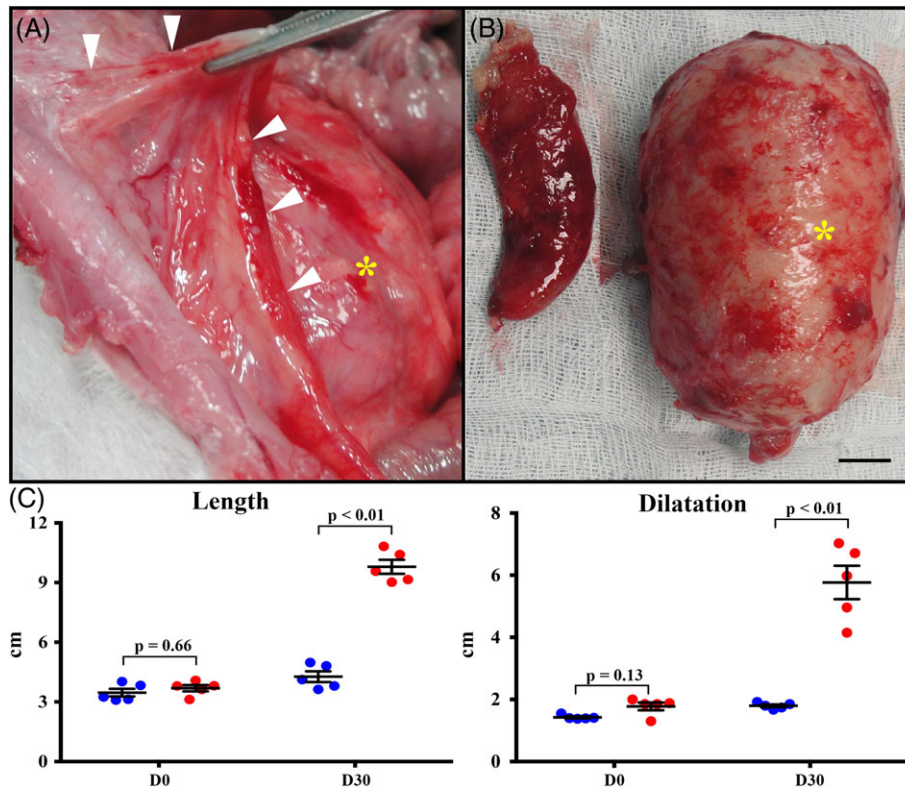 (A)
(B)
*
*
(C)
Length
Dilatation
12
9
6
3
0
cm
p = 0.66
p < 0.01
D0
D30
8
6
4
2
0
cm
p = 0.13
p < 0.01
D0
D30